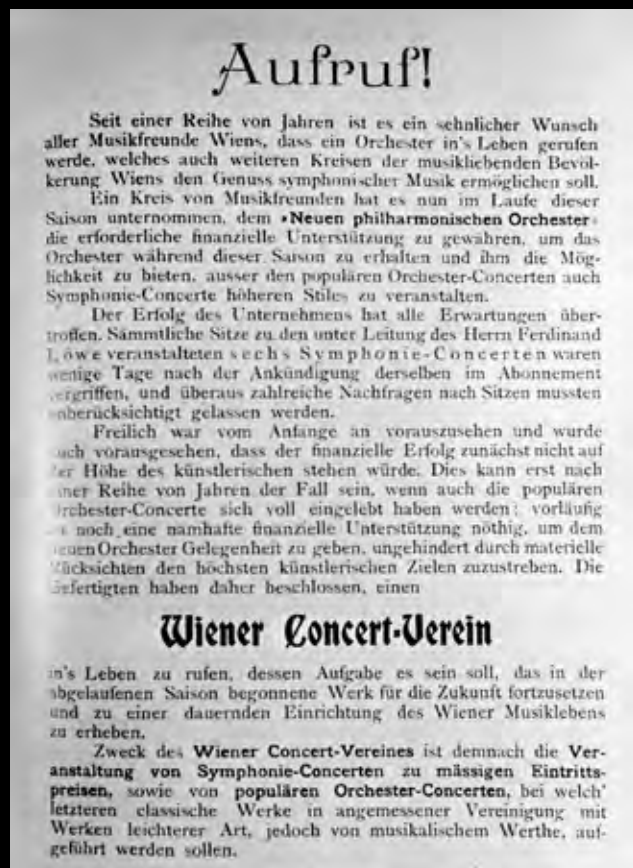 Aufruf!
Seit einer Reihe von Jahren ist es ein sehnlicher Wunsch
aller Musikfreunde Wiens, dass ein Orchester in's Leben gerufen
werde, welches auch weiteren Kreisen der musikliebenden Bevöl-
kerung Wiens den Genuss symphonischer Musik ermöglichen soll.
Ein Kreis von Musikfreunden hat es nun im Laufe dieser
Saison unternommen, dem »Neuen philharmonischen Orchester«
die erforderliche finanzielle Unterstützung zu gewähren, um das
Orchester während dieser Saison zu erhalten und ihm die Mög-
lichkeit zu bieten, ausser den populären Orchester-Concerten auch
Symphonie-Concerte höheren Stiles zu veranstalten.
Der Erfolg des Unternehmens hat alle Erwartungen über-
troffen. Sämmtliche Sitze zu den unter Leitung des Herrn Ferdinand
Löwe veranstalteten sechs Symphonie-Concerten waren
wenige Tage nach der Ankündigung derselben im Abonnement
vergriffen, und überaus zahlreiche Nachfragen nach Sitzen mussten
unberücksichtigt gelassen werden.
Freilich war vom Anfange an vorauszusehen und wurde
auch vorausgesehen, dass der finanzielle Erfolg zunächst nicht auf
der Höhe des künstlerischen stehen würde. Dies kann erst nach
einer Reihe von Jahren der Fall sein, wenn auch die populären
Orchester-Concerte sich voll eingelebt haben werden; vorläufig
noch eine namhafte finanzielle Unterstützung nöthig, um dem
neuen Orchester Gelegenheit zu geben, ungehindert durch materielle
Rücksichten den höchsten künstlerischen Zielen zuzustreben. Die
Gefertigten haben daher beschlossen, einen
Wiener Concert-Verein
in's Leben zu rufen, dessen Aufgabe es sein soll, das in der
abgelaufenen Saison begonnene Werk für die Zukunft fortzusetzen
und zu einer dauernden Einrichtung des Wiener Musiklebens
zu erheben.
Zweck des Wiener Concert-Vereines ist demnach die Ver-
anstaltung von Symphonie-Concerten zu mässigen Eintritts-
preisen, sowie von populären Orchester-Concerten, bei welch'
letzteren classische Werke in angemessener Vereinigung mit
Werken leichterer Art, jedoch von musikalischem Werthe, auf-
geführt werden sollen.